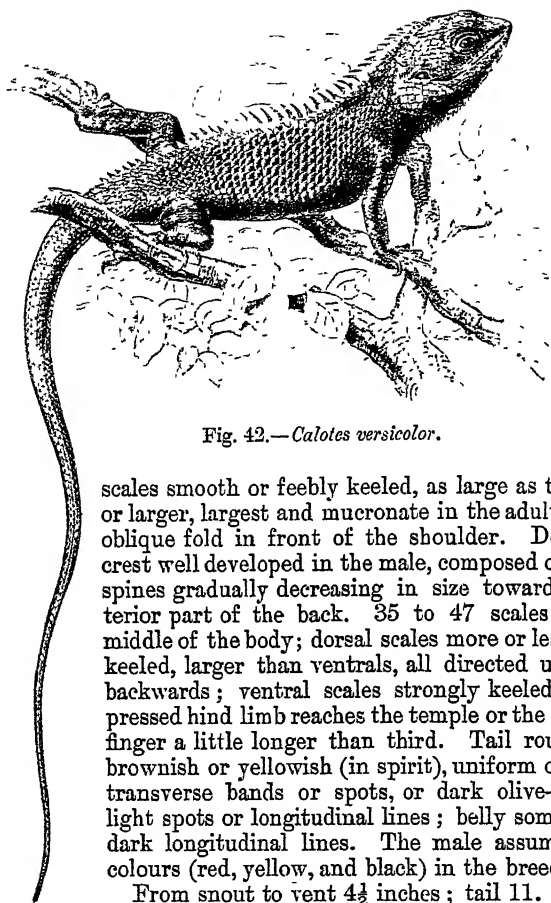 Fig. 42.—Calotes versicolor.
scales smooth or feebly keeled, as large as t
or larger, largest and mucronate in the adul
oblique fold in front of the shoulder. D
crest well developed in the male, composed o
spines gradually decreasing in size toward
terior part of the back. 35 to 47 scales
middle of the body; dorsal scales more or le
keeled, larger than ventrals, all directed u
backwards; ventral scales strongly keeled
pressed hind limb reaches the temple or the
finger a little longer than third. Tail rou
brownish or yellowish (in spirit), uniform o
transverse bands or spots, or dark olive-
light spots or longitudinal lines; belly som
dark longitudinal lines. The male assum
colours (red, yellow, and black) in the bree
From snout to vent 4½ inches; tail 11.